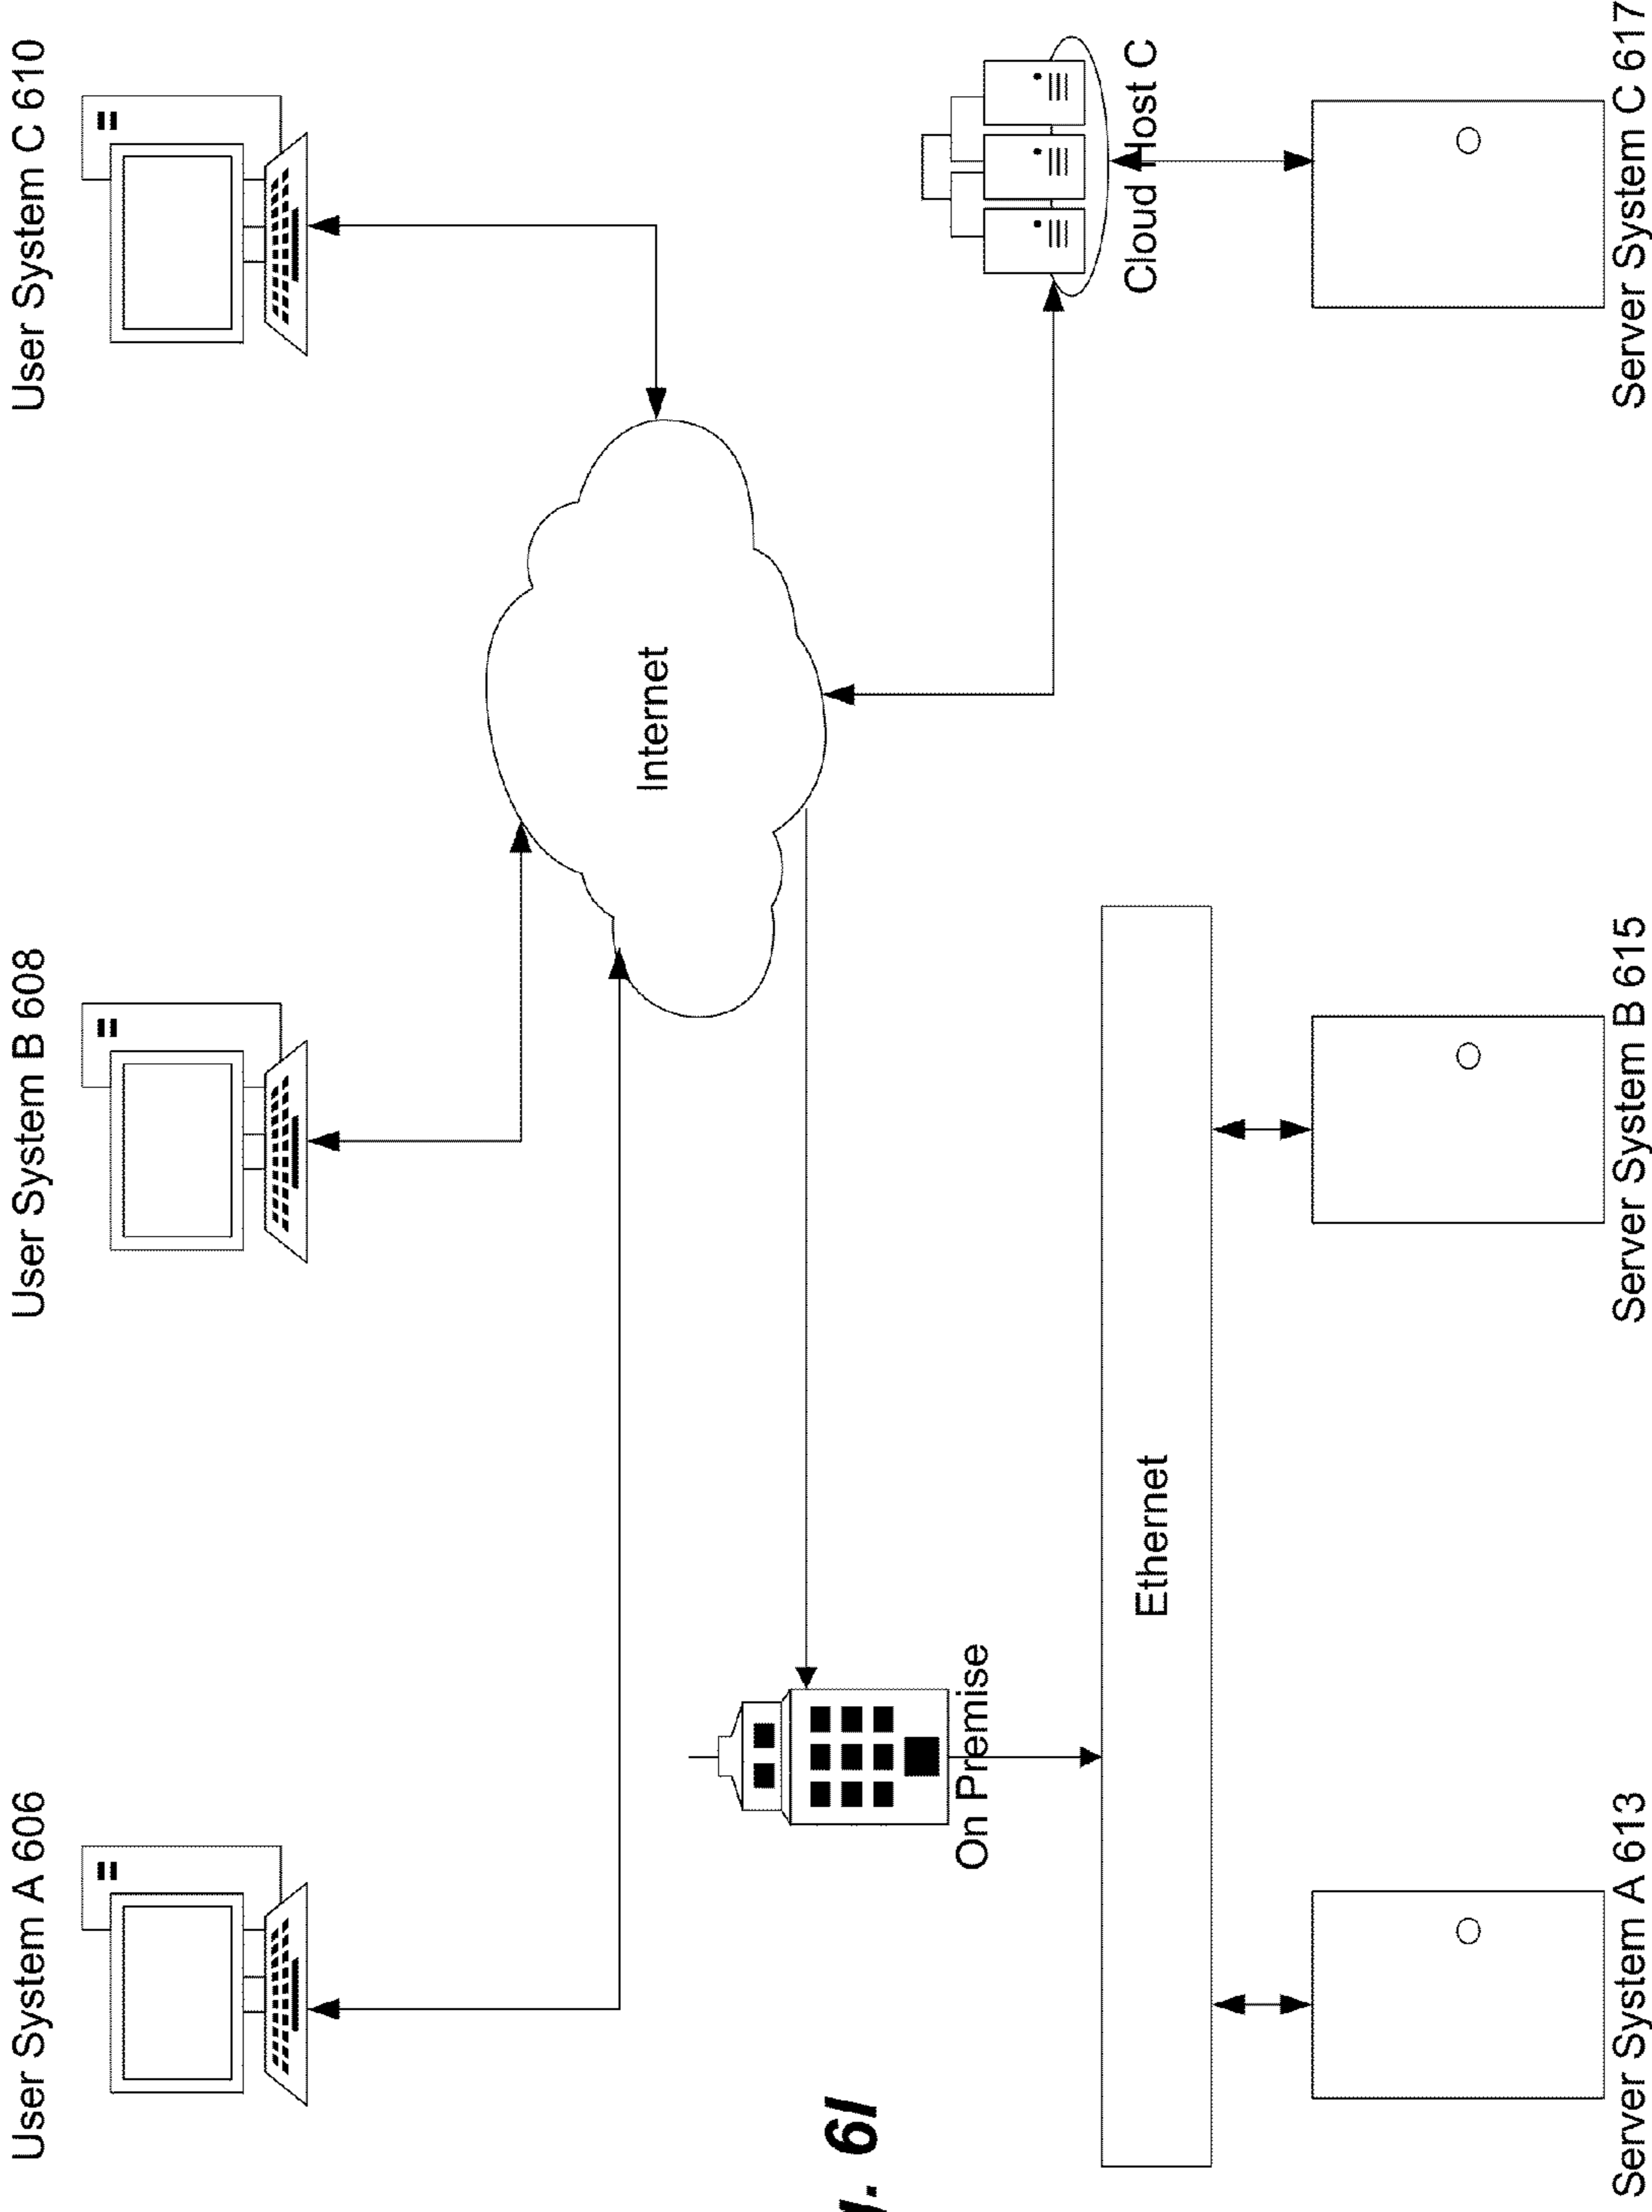 User System A 606
User System B 608
User System C 610
Internet
On Premise
Cloud Host C
Ethernet
Server System A 613
Server System B 615
Server System C 617
6I